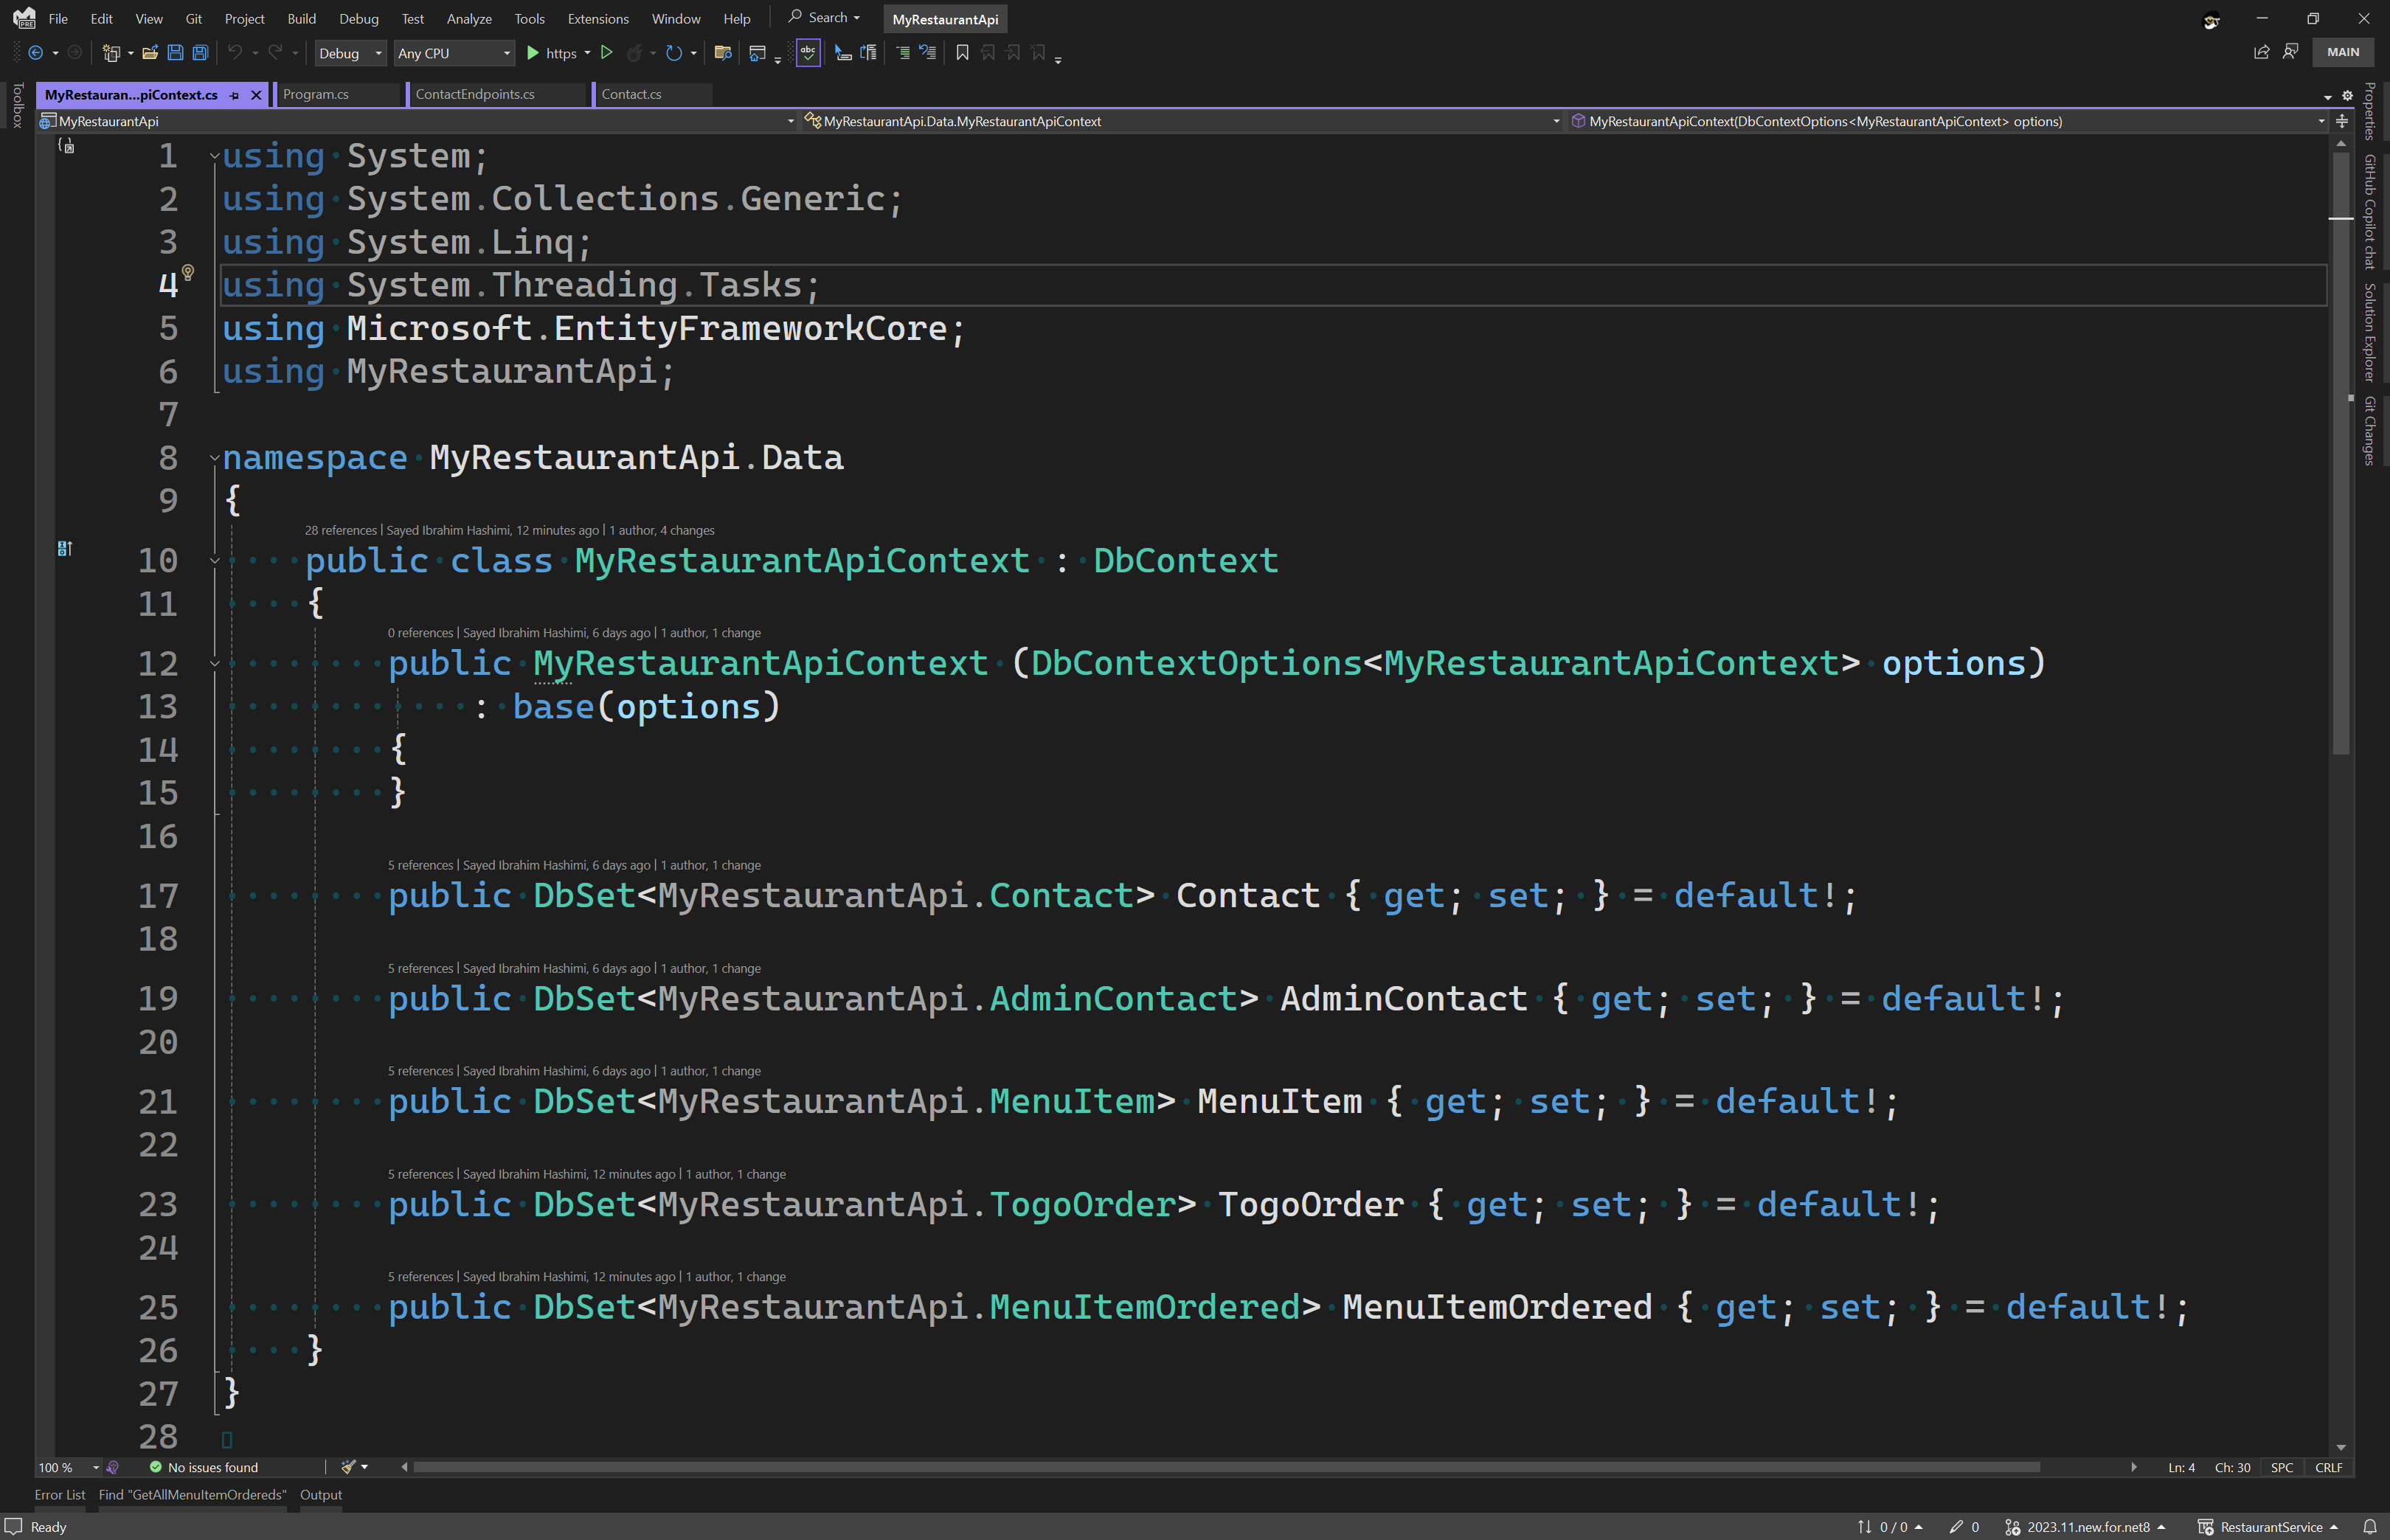 File Edit View Git Project Build Debug Test Analyze Tools Extensions Window Help Search MyRestaurantApi
PRE
Debug Any CPU https abc MAIN
MyRestauran...piContext.cs Program.cs ContactEndpoints.cs Contact.cs
MyRestaurantApi MyRestaurantApi.Data.MyRestaurantApiContext MyRestaurantApiContext(DbContextOptions<MyRestaurantApiContext> options)
Toolbox
1 using System;
2 using System.Collections.Generic;
3 using System.Linq;
4 using System.Threading.Tasks;
5 using Microsoft.EntityFrameworkCore;
6 using MyRestaurantApi;
7
8 namespace MyRestaurantApi.Data
9 {
28 references | Sayed Ibrahim Hashimi, 12 minutes ago | 1 author, 4 changes
10 public class MyRestaurantApiContext : DbContext
11 {
0 references | Sayed Ibrahim Hashimi, 6 days ago | 1 author, 1 change
12 public MyRestaurantApiContext (DbContextOptions<MyRestaurantApiContext> options)
13 : base(options)
14 {
15 }
16
5 references | Sayed Ibrahim Hashimi, 6 days ago | 1 author, 1 change
17 public DbSet<MyRestaurantApi.Contact> Contact { get; set; } = default!;
18
5 references | Sayed Ibrahim Hashimi, 6 days ago | 1 author, 1 change
19 public DbSet<MyRestaurantApi.AdminContact> AdminContact { get; set; } = default!;
20
5 references | Sayed Ibrahim Hashimi, 6 days ago | 1 author, 1 change
21 public DbSet<MyRestaurantApi.MenuItem> MenuItem { get; set; } = default!;
22
5 references | Sayed Ibrahim Hashimi, 12 minutes ago | 1 author, 1 change
23 public DbSet<MyRestaurantApi.TogoOrder> TogoOrder { get; set; } = default!;
24
5 references | Sayed Ibrahim Hashimi, 12 minutes ago | 1 author, 1 change
25 public DbSet<MyRestaurantApi.MenuItemOrdered> MenuItemOrdered { get; set; } = default!;
26 }
27 }
28
Properties
GitHub Copilot chat
Solution Explorer
Git Changes
100 % No issues found Ln: 4 Ch: 30 SPC CRLF
Error List Find "GetAllMenuItemOrdereds" Output
Ready 0 / 0 0 2023.11.new.for.net8 RestaurantService